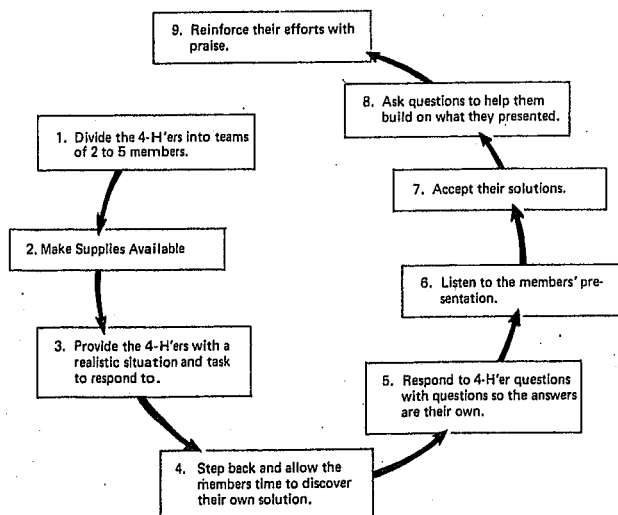 9. Reinforce their efforts with
praise.
8. Ask questions to help them
build on what they presented.
1. Divide the 4-H'ers into teams
of 2 to 5 members.
7. Accept their solutions.
2. Make Supplies Available
6. Listen to the members' pre-
sentation.
3. Provide the 4-H'ers with a
realistic situation and task
to respond to.
5. Respond to 4-H'er questions
with questions so the answers
are their own.
4. Step back and allow the
members time to discover
their own solution.